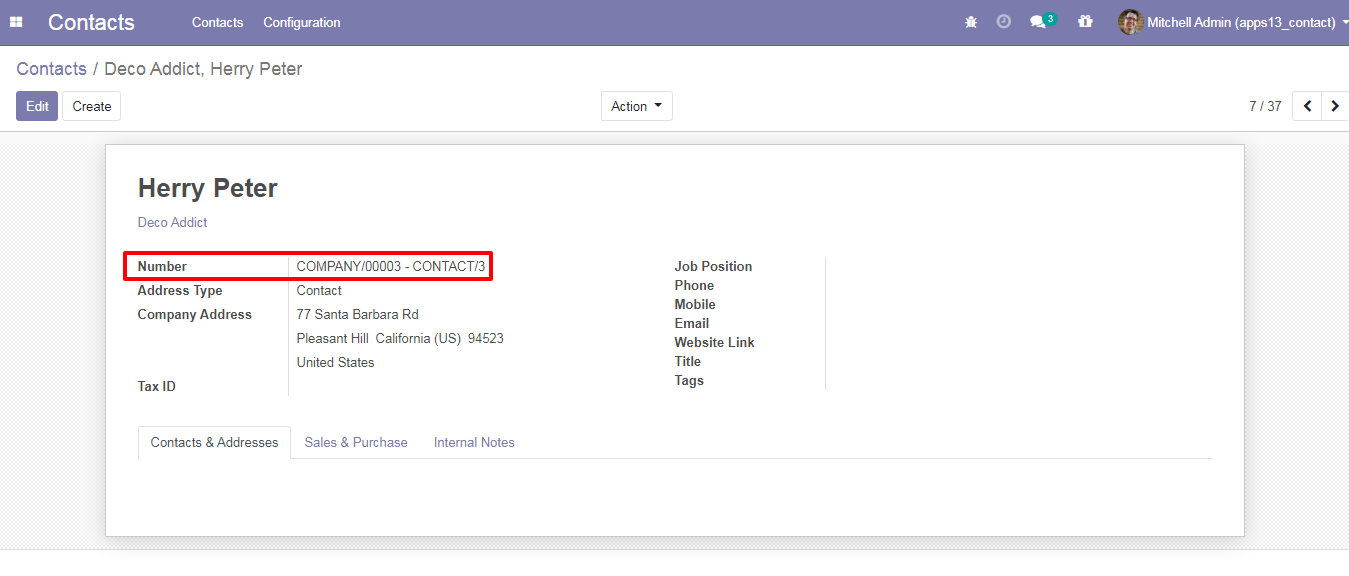 Contacts Contacts Configuration 3 Mitchell Admin (apps13_contact)
Contacts / Deco Addict, Herry Peter
Edit Create Action 7 / 37
Herry Peter
Deco Addict
Number COMPANY/00003 - CONTACT/3
Address Type Contact
Company Address 77 Santa Barbara Rd
Pleasant Hill California (US) 94523
United States
Tax ID
Job Position
Phone
Mobile
Email
Website Link
Title
Tags
Contacts & Addresses Sales & Purchase Internal Notes